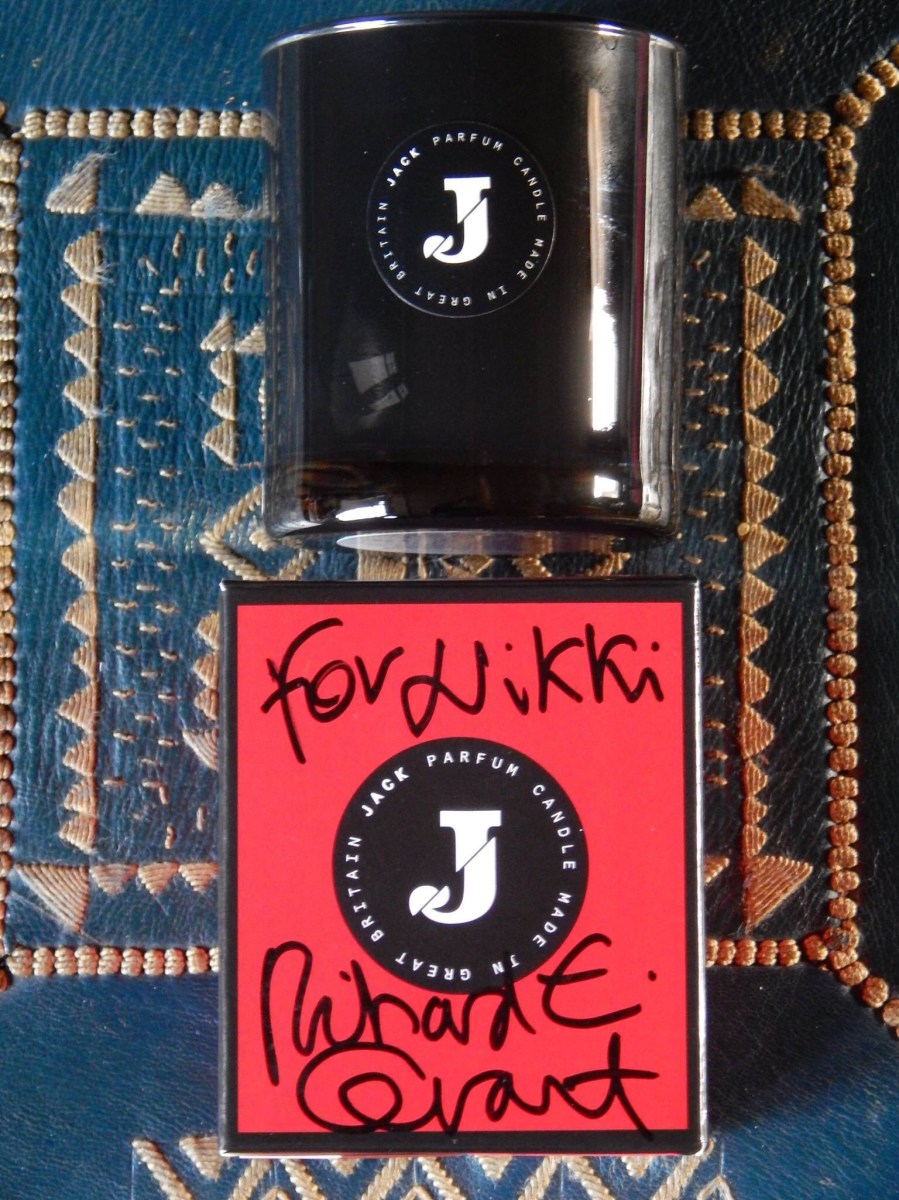 JACK PARFUM CANDLE MADE IN GREAT BRITAIN
J
For Nikki
JACK PARFUM CANDLE MADE IN GREAT BRITAIN
J
Richard E.
Grant